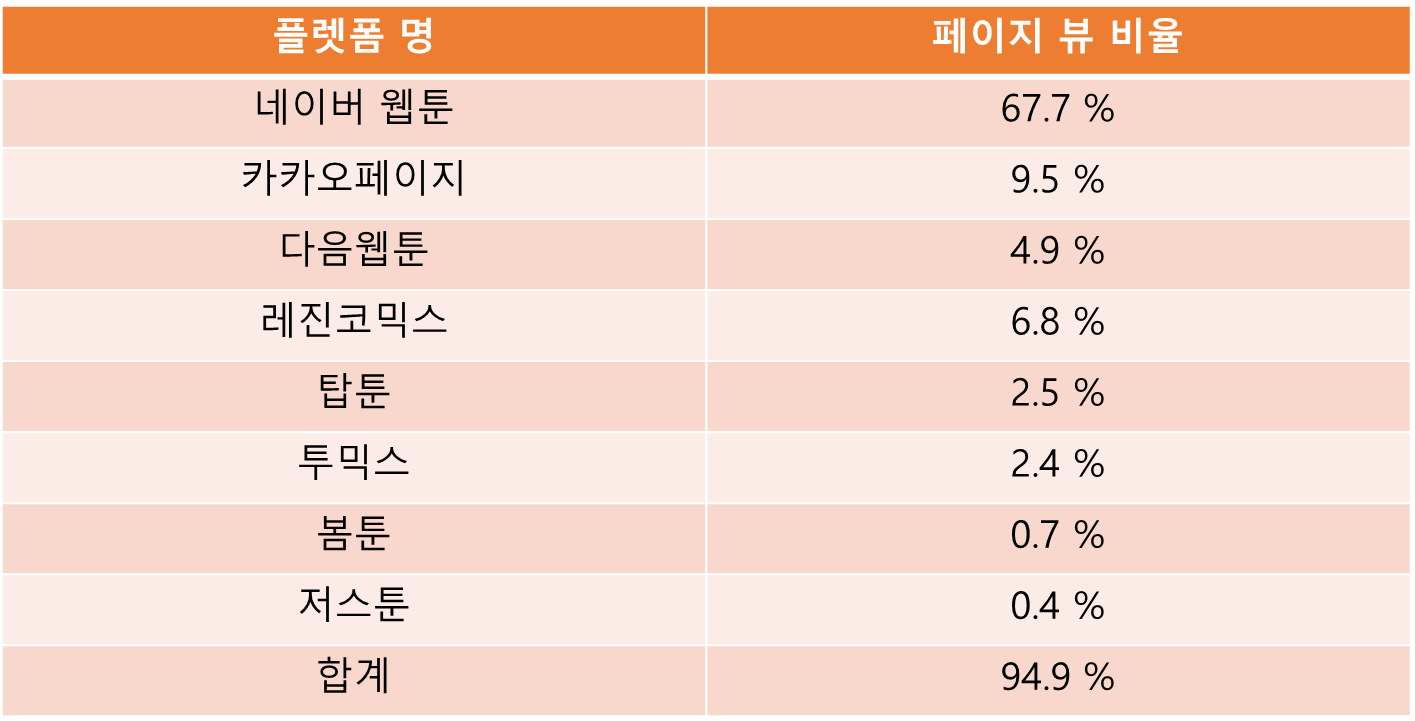 플렛폼 명 페이지 뷰 비율
네이버 웹툰 67.7 %
카카오페이지 9.5 %
다음웹툰 4.9 %
레진코믹스 6.8 %
탑툰 2.5 %
투믹스 2.4 %
봄툰 0.7 %
저스툰 0.4 %
합계 94.9 %